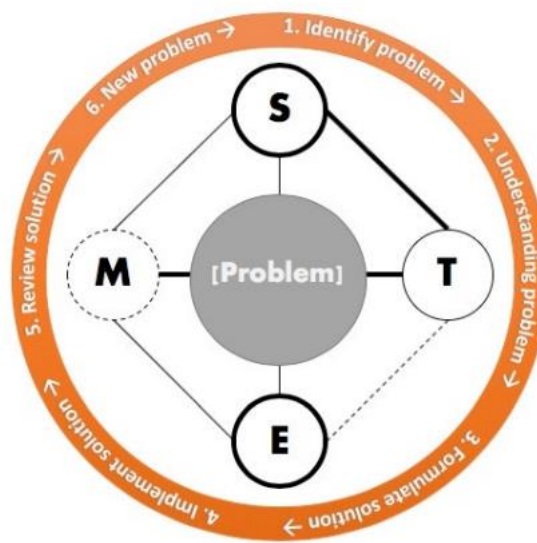 1. Identify problem →
2. Understanding problem →
3. Formulate solution →
4. Implement solution →
5. Review solution →
6. New problem →
S
M
[Problem]
T
E